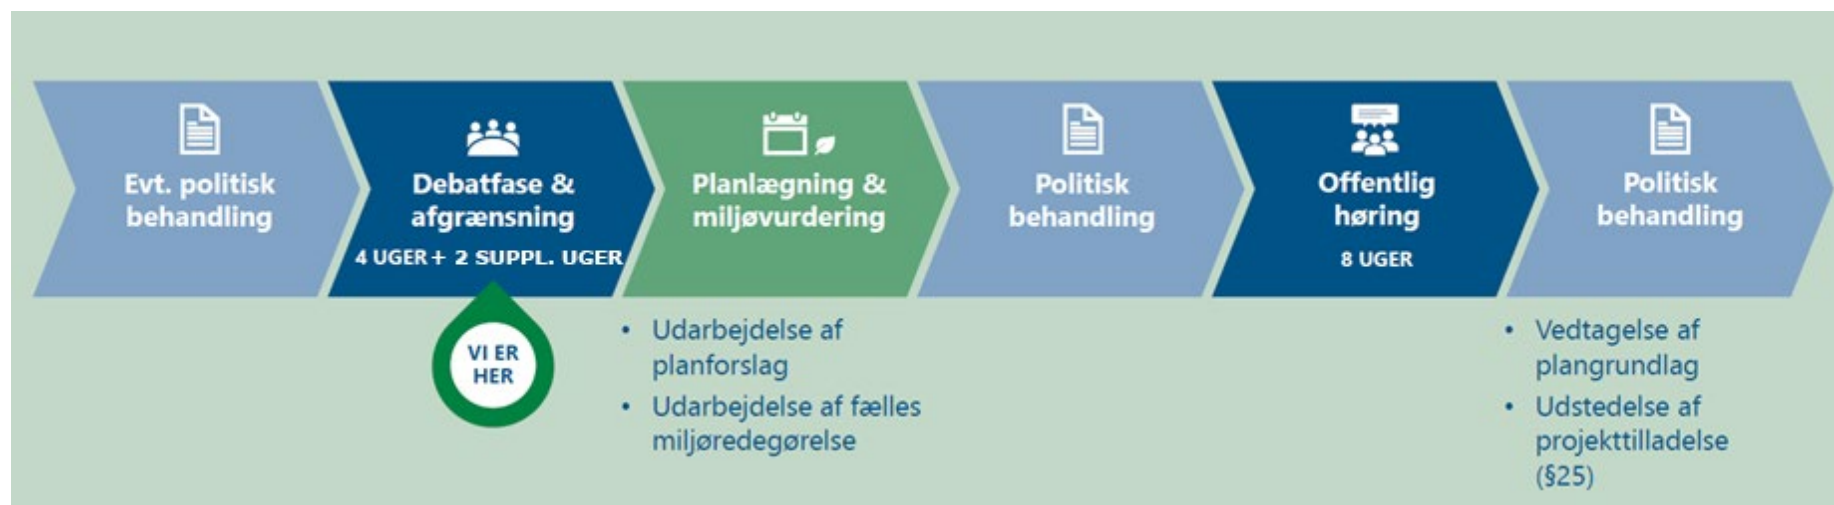 Evt. politisk
behandling
Debatfase &
afgrænsning
4 UGER+ 2 SUPPL. UGER
VI ER
HER
Planlægning &
miljøvurdering
• Udarbejdelse af
planforslag
• Udarbejdelse af fælles
miljøredegørelse
Politisk
behandling
Offentlig
høring
8 UGER
Politisk
behandling
• Vedtagelse af
plangrundlag
• Udstedelse af
projekttilladelse
(§25)